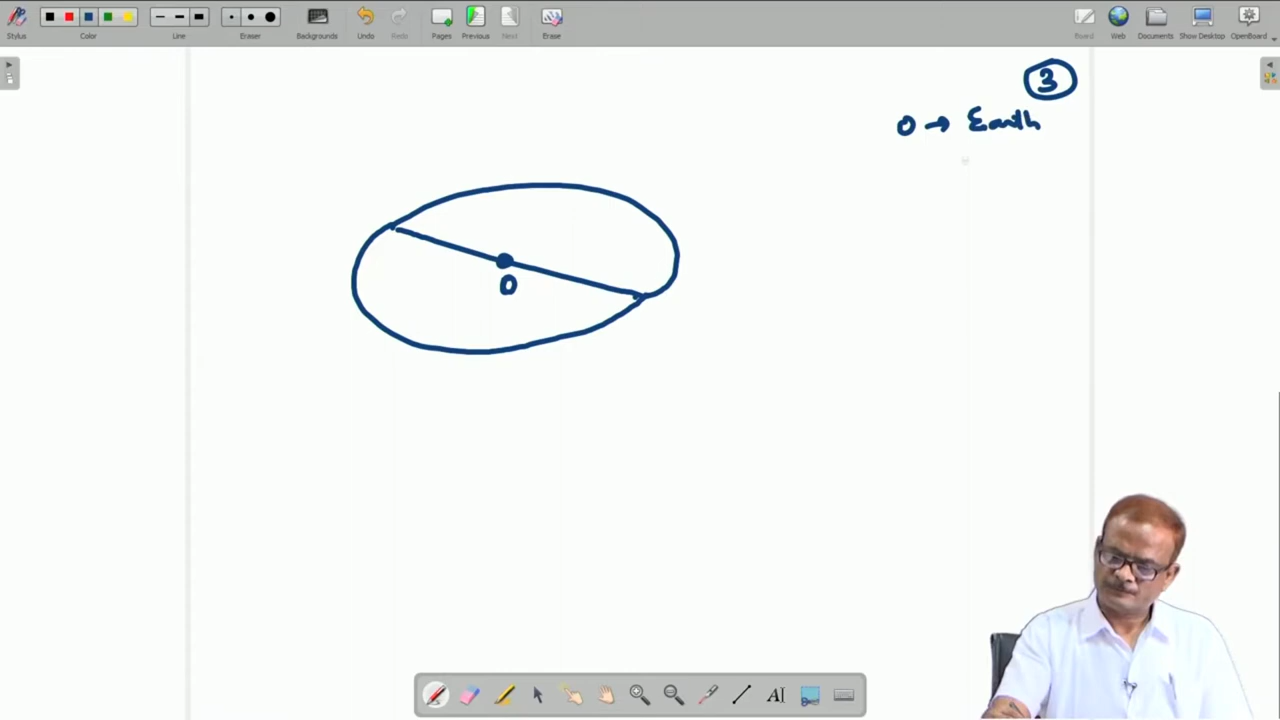 Stylus
Color
Line
Eraser
Backgrounds
Undo
Redo
Pages
Previous
Next
Erase
Board
Web
Documents
Show Desktop
OpenBoard
3
O → Earth
O
AI